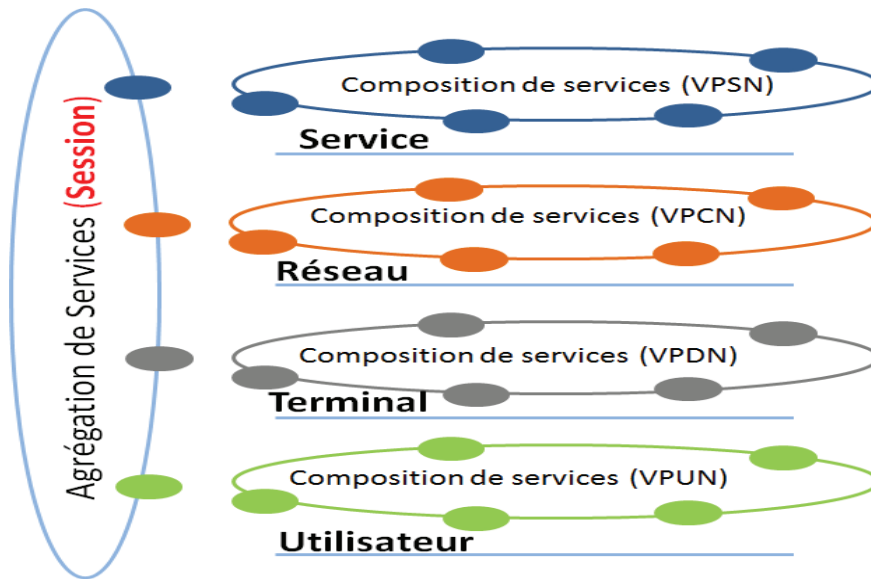 Agrégation de Services (Session)
Composition de services (VPSN)
Service
Composition de services (VPCN)
Réseau
Composition de services (VPDN)
Terminal
Composition de services (VPUN)
Utilisateur